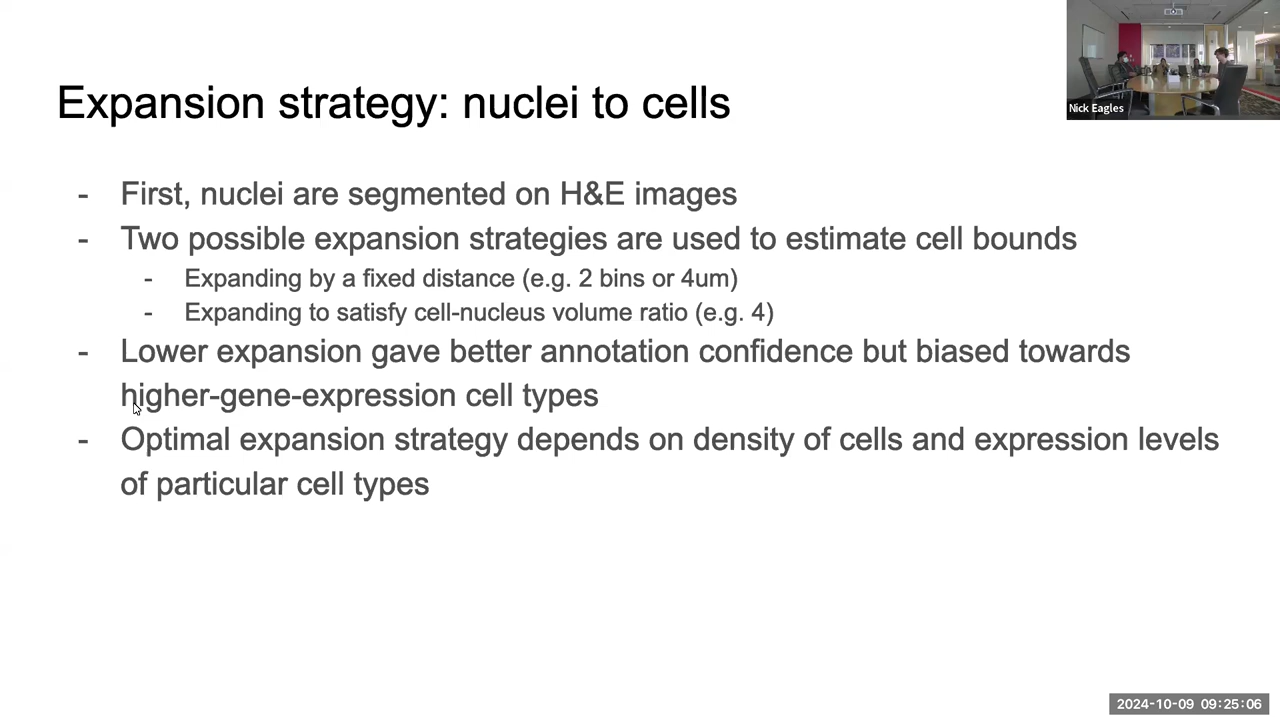 Nick Eagles
Expansion strategy: nuclei to cells
- First, nuclei are segmented on H&E images
- Two possible expansion strategies are used to estimate cell bounds
- Expanding by a fixed distance (e.g. 2 bins or 4um)
- Expanding to satisfy cell-nucleus volume ratio (e.g. 4)
- Lower expansion gave better annotation confidence but biased towards
higher-gene-expression cell types
- Optimal expansion strategy depends on density of cells and expression levels
of particular cell types
2024-10-09 09:25:06